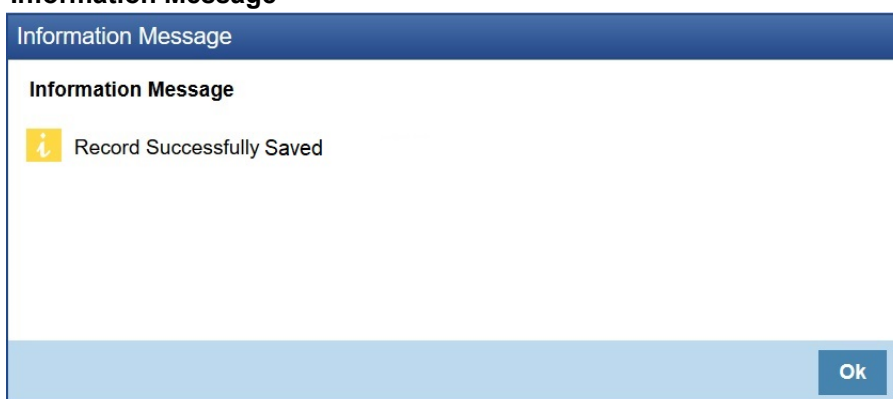 Information Message
Information Message
Information Message
i Record Successfully Saved
Ok